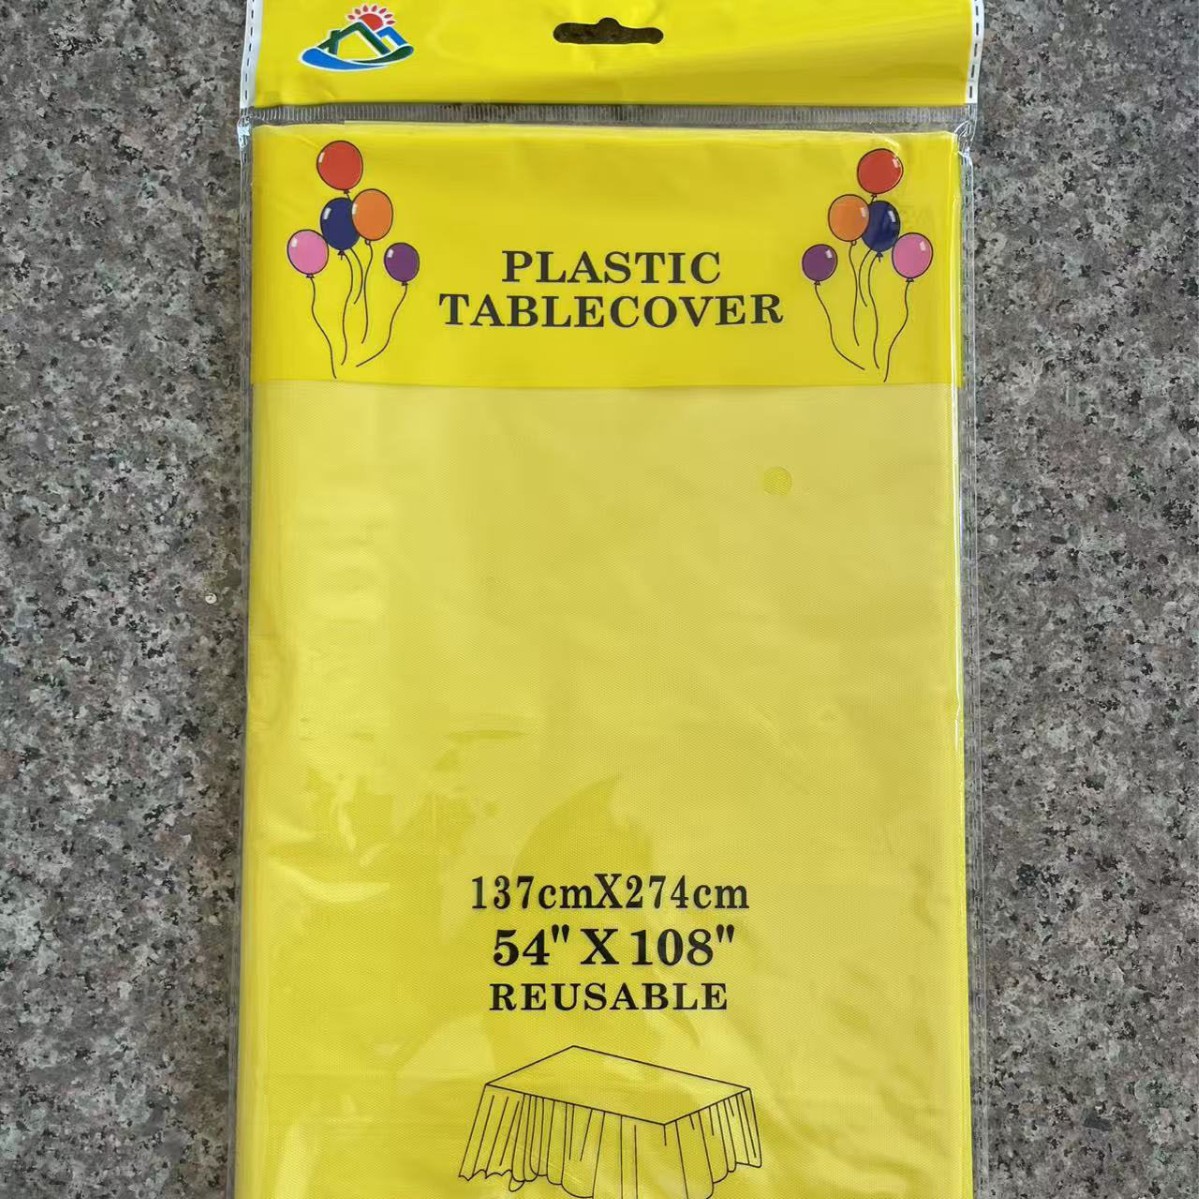 PLASTIC
TABLECOVER
137cmX274cm
54" X 108"
REUSABLE